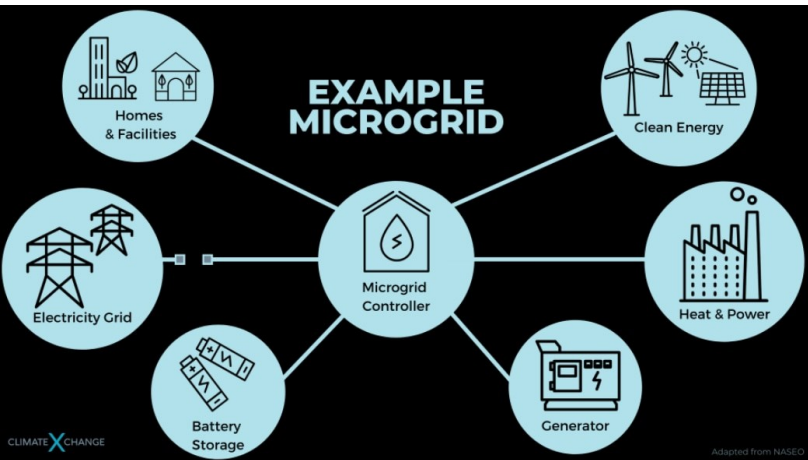 EXAMPLE
MICROGRID
Homes
& Facilities
Clean Energy
Electricity Grid
Microgrid
Controller
Heat & Power
Battery
Storage
Generator
CLIMATE XCHANGE
Adapted from NASEO